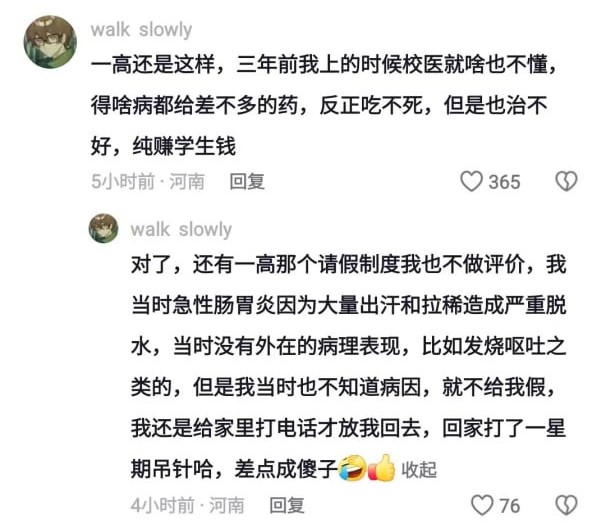 walk slowly
一高还是这样，三年前我上的时候校医就啥也不懂，
得啥病都给差不多的药，反正吃不死，但是也治不
好，纯赚学生钱
5小时前·河南 回复 365
walk slowly
对了，还有一高那个请假制度我也不做评价，我
当时急性肠胃炎因为大量出汗和拉稀造成严重脱
水，当时没有外在的病理表现，比如发烧呕吐之
类的，但是我当时也不知道病因，就不给我假，
我还是给家里打电话才放我回去，回家打了一星
期吊针哈，差点成傻子🤣👍 收起
4小时前·河南 回复 76